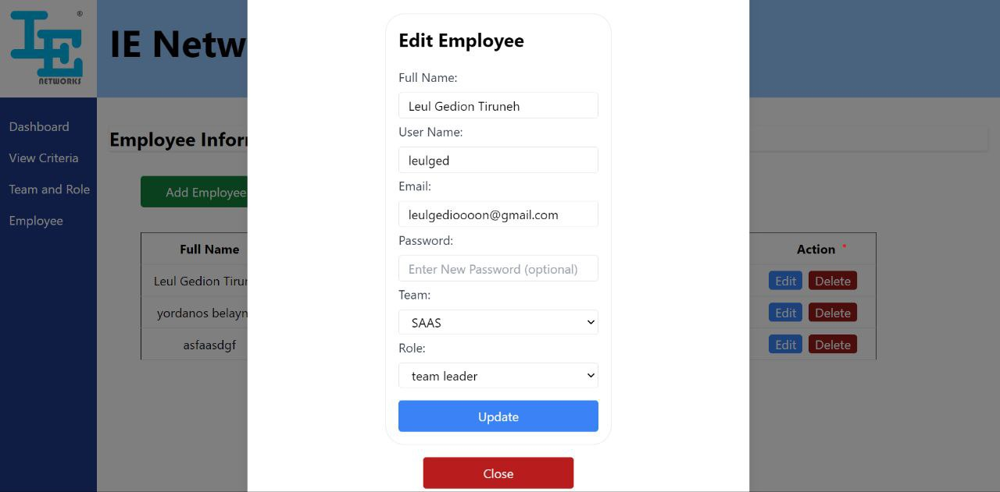 IE
®
NETWORKS
IE Netw
Dashboard
View Criteria
Team and Role
Employee
Employee Infor
Add Employee
Full Name
Leul Gedion Tirun
yordanos belayn
asfaasdgf
Edit Employee
Full Name:
Leul Gedion Tiruneh
User Name:
leulged
Email:
leulgedioooon@gmail.com
Password:
Enter New Password (optional)
Team:
SAAS
Role:
team leader
Update
Close
Action *
Edit Delete
Edit Delete
Edit Delete